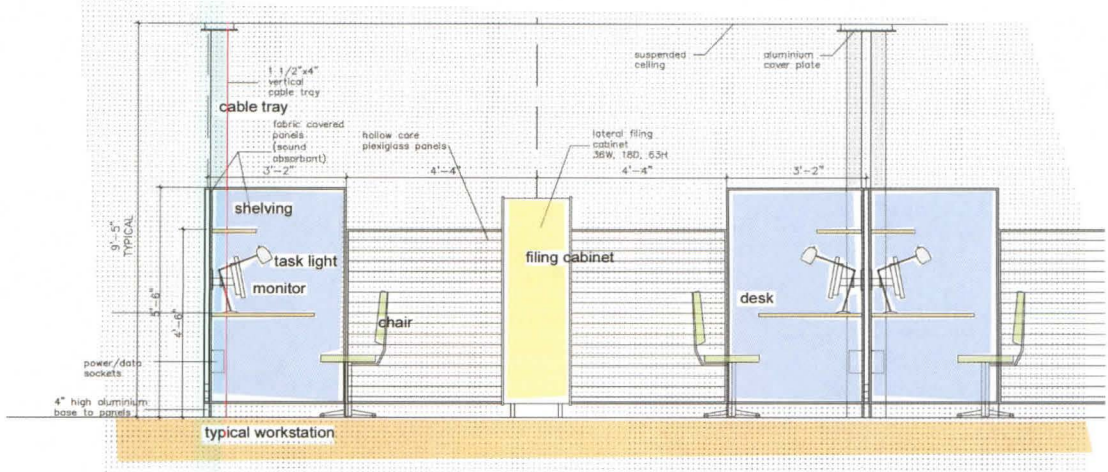 suspended
ceiling
aluminium
cover plate
1 1/2"x4"
vertical
cable tray
cable tray
fabric covered
panels
(sound
absorbant)
hollow core
plexiglass panels
lateral filing
cabinet
36W, 18D, 63H
3'-2"
4'-4"
4'-4"
3'-2"
shelving
9'-5"
TYPICAL
task light
filing cabinet
monitor
desk
5'-6"
4'-6"
chair
power/data
sockets
4" high aluminium
base to panels
typical workstation